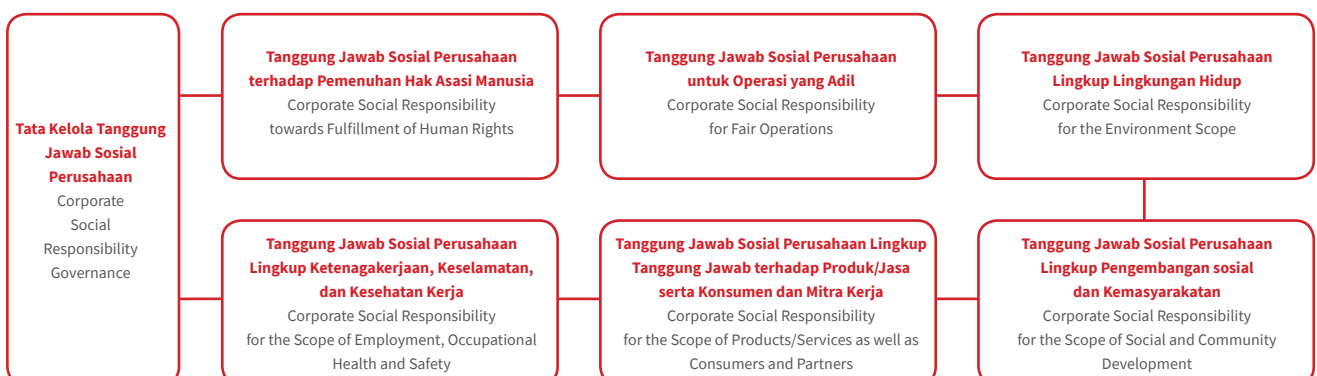 Tata Kelola Tanggung
Jawab Sosial
Perusahaan
Corporate
Social
Responsibility
Governance
Tanggung Jawab Sosial Perusahaan
terhadap Pemenuhan Hak Asasi Manusia
Corporate Social Responsibility
towards Fulfillment of Human Rights
Tanggung Jawab Sosial Perusahaan
untuk Operasi yang Adil
Corporate Social Responsibility
for Fair Operations
Tanggung Jawab Sosial Perusahaan
Lingkup Lingkungan Hidup
Corporate Social Responsibility
for the Environment Scope
Tanggung Jawab Sosial Perusahaan
Lingkup Ketenagakerjaan, Keselamatan,
dan Kesehatan Kerja
Corporate Social Responsibility
for the Scope of Employment, Occupational
Health and Safety
Tanggung Jawab Sosial Perusahaan Lingkup
Tanggung Jawab terhadap Produk/Jasa
serta Konsumen dan Mitra Kerja
Corporate Social Responsibility
for the Scope of Products/Services as well as
Consumers and Partners
Tanggung Jawab Sosial Perusahaan
Lingkup Pengembangan sosial
dan Kemasyarakatan
Corporate Social Responsibility
for the Scope of Social and Community
Development